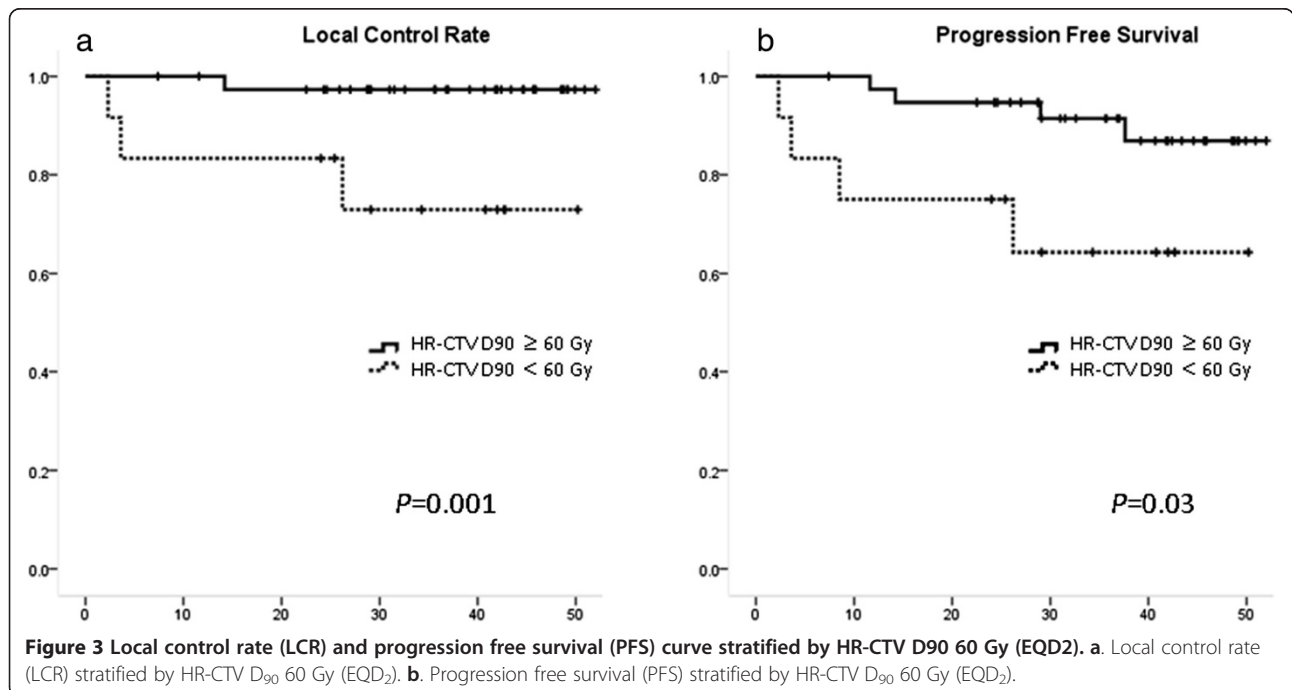 a Local Control Rate
1.0
0.8
0.6
0.4
0.2
0.0
HR-CTV D90 ≥ 60 Gy
HR-CTV D90 < 60 Gy
P=0.001
0 10 20 30 40 50
b Progression Free Survival
1.0
0.8
0.6
0.4
0.2
0.0
HR-CTV D90 ≥ 60 Gy
HR-CTV D90 < 60 Gy
P=0.03
0 10 20 30 40 50
Figure 3 Local control rate (LCR) and progression free survival (PFS) curve stratified by HR-CTV D90 60 Gy (EQD2). a. Local control rate
(LCR) stratified by HR-CTV D₉₀ 60 Gy (EQD₂). b. Progression free survival (PFS) stratified by HR-CTV D₉₀ 60 Gy (EQD₂).